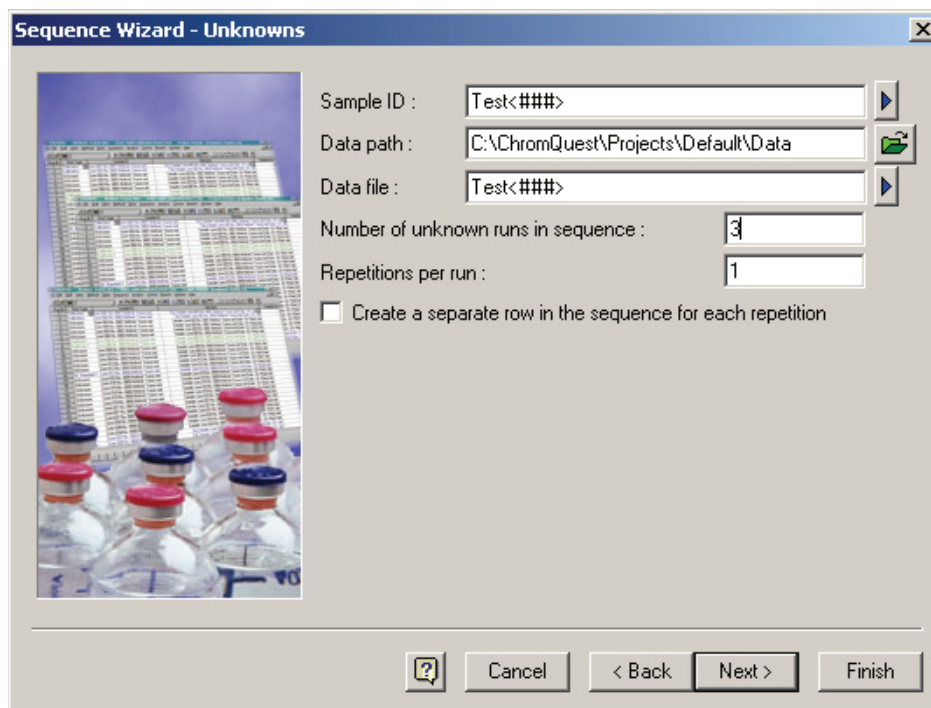 Sequence Wizard - Unknowns
Sample ID : Test<###>
Data path : C:\ChromQuest\Projects\Default\Data
Data file : Test<###>
Number of unknown runs in sequence : 3
Repetitions per run : 1
Create a separate row in the sequence for each repetition
? Cancel < Back Next > Finish